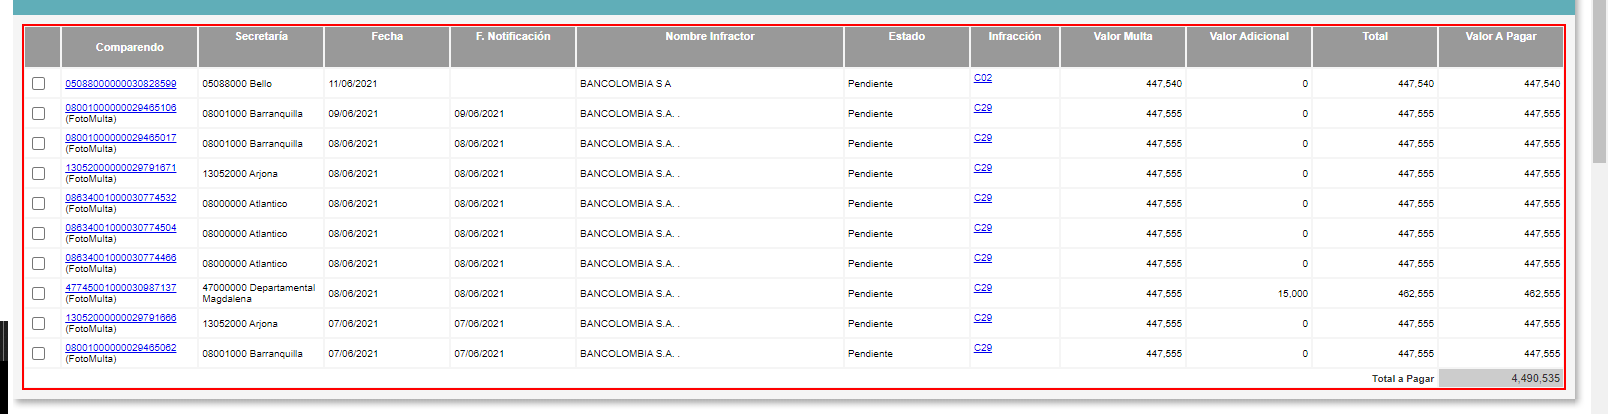 Comparendo Secretaría Fecha F. Notificación Nombre Infractor Estado Infracción Valor Multa Valor Adicional Total Valor A Pagar
05088000000030828599 05088000 Bello 11/06/2021 BANCOLOMBIA S A Pendiente C02 447,540 0 447,540 447,540
08001000000029465106 (FotoMulta) 08001000 Barranquilla 09/06/2021 09/06/2021 BANCOLOMBIA S.A. . Pendiente C29 447,555 0 447,555 447,555
08001000000029465017 (FotoMulta) 08001000 Barranquilla 08/06/2021 08/06/2021 BANCOLOMBIA S.A. . Pendiente C29 447,555 0 447,555 447,555
13052000000029791671 (FotoMulta) 13052000 Arjona 08/06/2021 08/06/2021 BANCOLOMBIA S.A. . Pendiente C29 447,555 0 447,555 447,555
08634001000030774532 (FotoMulta) 08000000 Atlantico 08/06/2021 08/06/2021 BANCOLOMBIA S.A. . Pendiente C29 447,555 0 447,555 447,555
08634001000030774504 (FotoMulta) 08000000 Atlantico 08/06/2021 08/06/2021 BANCOLOMBIA S.A. . Pendiente C29 447,555 0 447,555 447,555
08634001000030774466 (FotoMulta) 08000000 Atlantico 08/06/2021 08/06/2021 BANCOLOMBIA S.A. . Pendiente C29 447,555 0 447,555 447,555
47745001000030987137 (FotoMulta) 47000000 Departamental Magdalena 08/06/2021 08/06/2021 BANCOLOMBIA S.A. . Pendiente C29 447,555 15,000 462,555 462,555
13052000000029791666 (FotoMulta) 13052000 Arjona 07/06/2021 07/06/2021 BANCOLOMBIA S.A. . Pendiente C29 447,555 0 447,555 447,555
08001000000029465062 (FotoMulta) 08001000 Barranquilla 07/06/2021 07/06/2021 BANCOLOMBIA S.A. . Pendiente C29 447,555 0 447,555 447,555
Total a Pagar 4,490,535